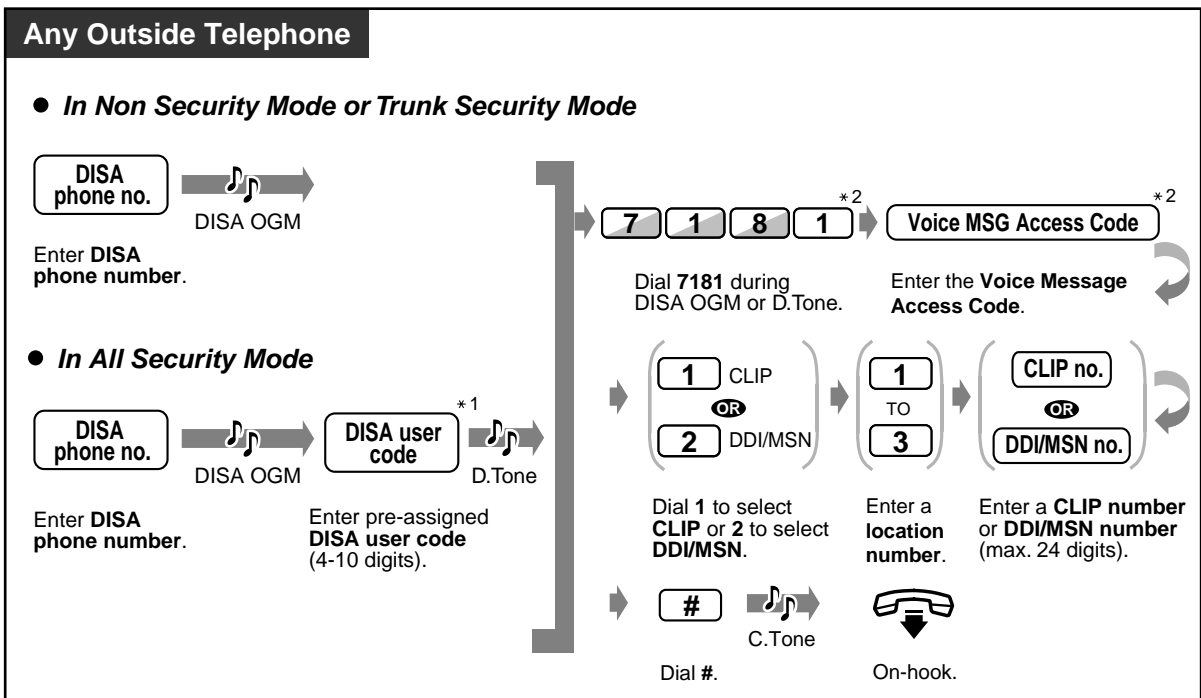 Any Outside Telephone
● In Non Security Mode or Trunk Security Mode
DISA
phone no.
DISA OGM
Enter DISA
phone number.
● In All Security Mode
DISA
phone no.
DISA OGM
DISA user
code
*1
D.Tone
Enter DISA
phone number.
Enter pre-assigned
DISA user code
(4-10 digits).
7 1 8 1 *2
Voice MSG Access Code *2
Dial 7181 during
DISA OGM or D.Tone.
Enter the Voice Message
Access Code.
1 CLIP
OR
2 DDI/MSN
1
TO
3
CLIP no.
OR
DDI/MSN no.
Dial 1 to select
CLIP or 2 to select
DDI/MSN.
Enter a
location
number.
Enter a CLIP number
or DDI/MSN number
(max. 24 digits).
#
C.Tone
Dial #.
On-hook.